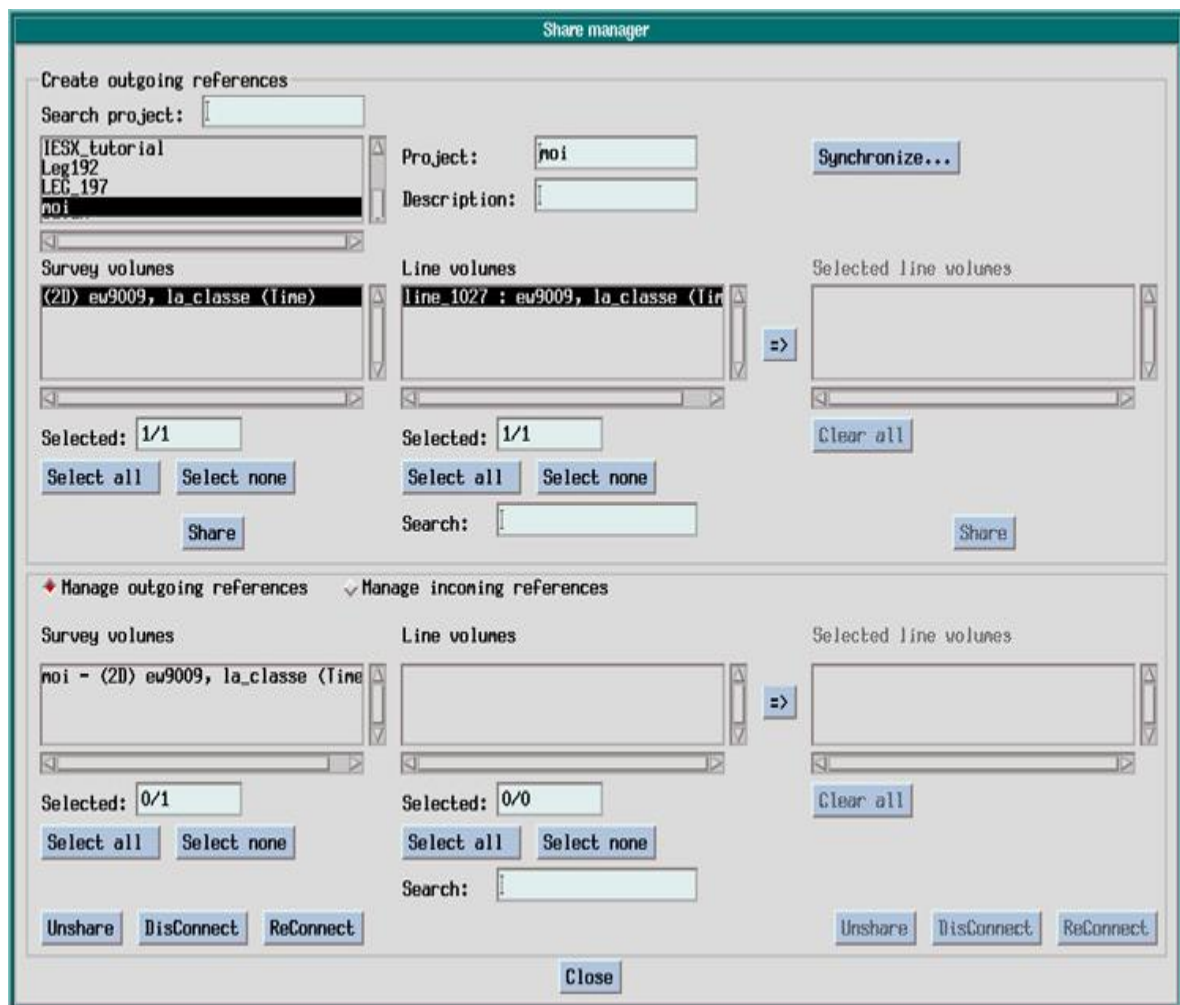 Share manager
Create outgoing references
Search project:
IESX_tutorial
Leg192
LEG_197
moi
Project: moi
Description:
Synchronize...
Survey volumes
(2D) ew9009, la_classe (Time)
Selected: 1/1
Select all Select none
Share
Line volumes
line_1027 : ew9009, la_classe (Tim
Selected: 1/1
Select all Select none
Search:
=>
Selected line volumes
Clear all
Share
Manage outgoing references Manage incoming references
Survey volumes
moi - (2D) ew9009, la_classe (Time
Selected: 0/1
Select all Select none
Unshare DisConnect ReConnect
Line volumes
Selected: 0/0
Select all Select none
Search:
=>
Selected line volumes
Clear all
Unshare DisConnect ReConnect
Close